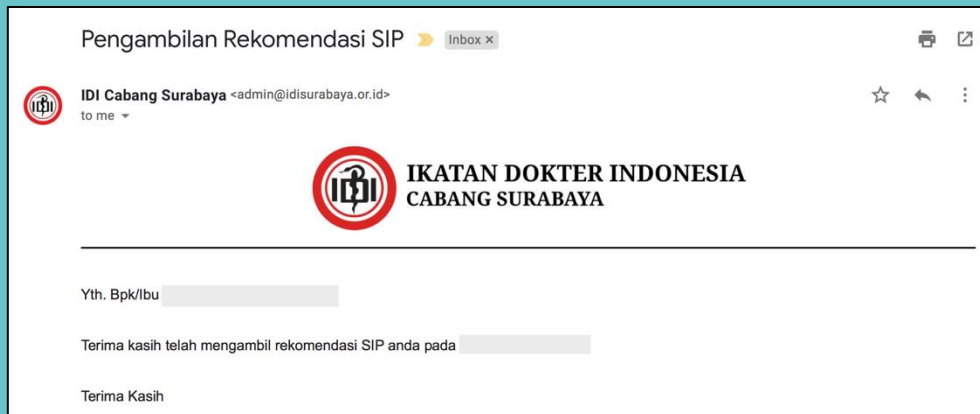 Pengambilan Rekomendasi SIP Inbox ×
IDI Cabang Surabaya <admin@idisurabaya.or.id>
to me
IDI
IDI
IKATAN DOKTER INDONESIA
CABANG SURABAYA
Yth. Bpk/Ibu
Terima kasih telah mengambil rekomendasi SIP anda pada
Terima Kasih